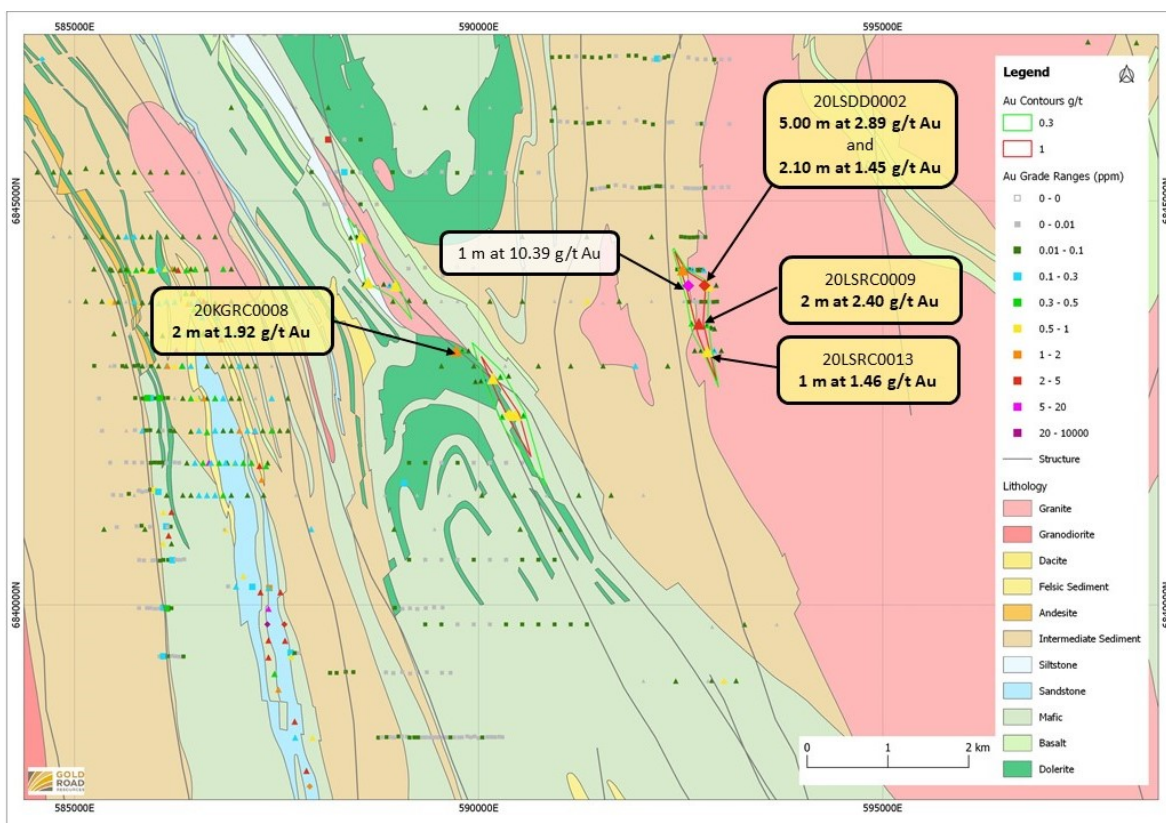 585000E
590000E
595000E
6845000N
6845000N
6840000N
6840000N
20LSDD0002
5.00 m at 2.89 g/t Au
and
2.10 m at 1.45 g/t Au
1 m at 10.39 g/t Au
20LSRC0009
2 m at 2.40 g/t Au
20KGRC0008
2 m at 1.92 g/t Au
20LSRC0013
1 m at 1.46 g/t Au
Legend
Au Contours g/t
0.3
1
Au Grade Ranges (ppm)
0 - 0
0 - 0.01
0.01 - 0.1
0.1 - 0.3
0.3 - 0.5
0.5 - 1
1 - 2
2 - 5
5 - 20
20 - 10000
Structure
Lithology
Granite
Granodiorite
Dacite
Felsic Sediment
Andesite
Intermediate Sediment
Siltstone
Sandstone
Mafic
Basalt
Dolerite
0 1 2 km
GOLD
ROAD
RESOURCES
585000E
590000E
595000E